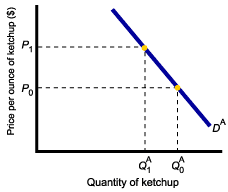 Price per ounce of ketchup ($)
P₁
P₀
Dᴬ
Q₁ᴬ Q₀ᴬ
Quantity of ketchup